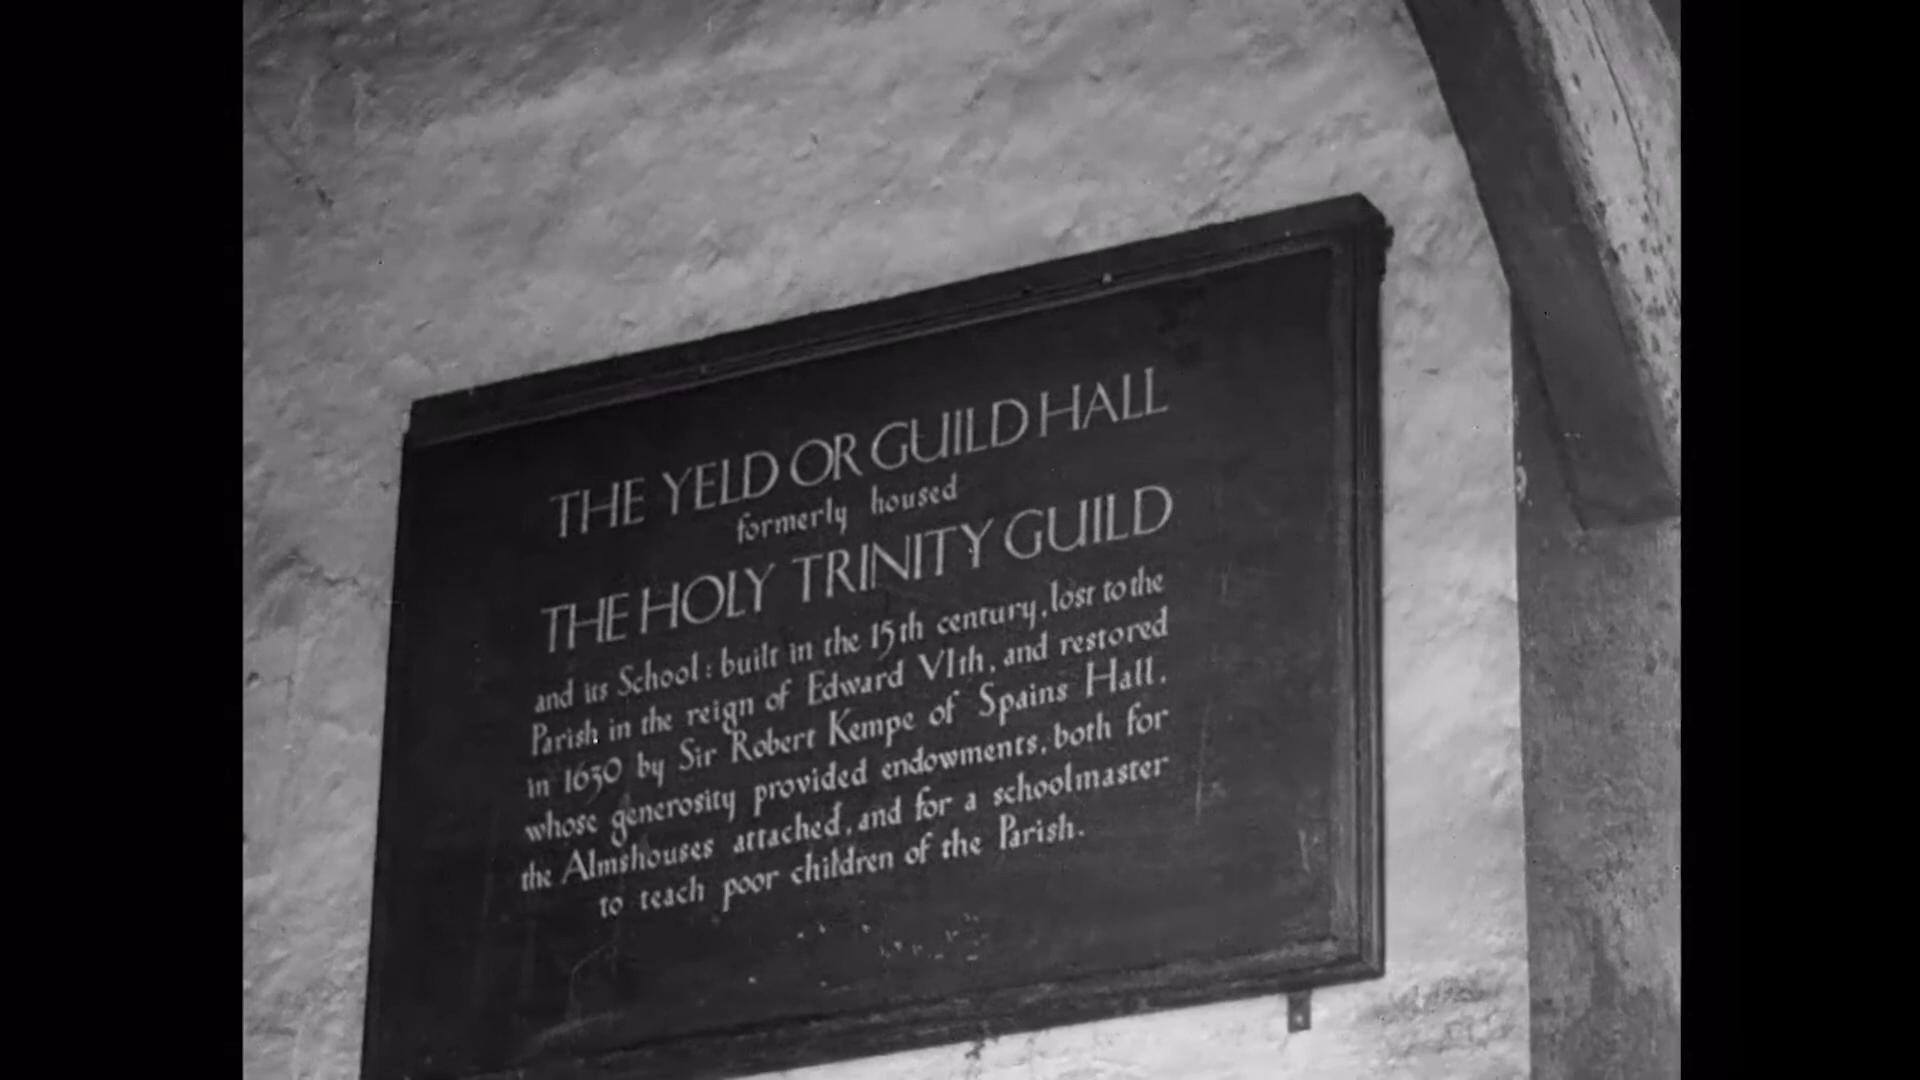 THE YELD OR GUILD HALL
formerly housed
THE HOLY TRINITY GUILD
and its School: built in the 15th century, lost to the
Parish in the reign of Edward VIth, and restored
in 1630 by Sir Robert Kempe of Spains Hall,
whose generosity provided endowments, both for
the Almshouses attached, and for a schoolmaster
to teach poor children of the Parish.